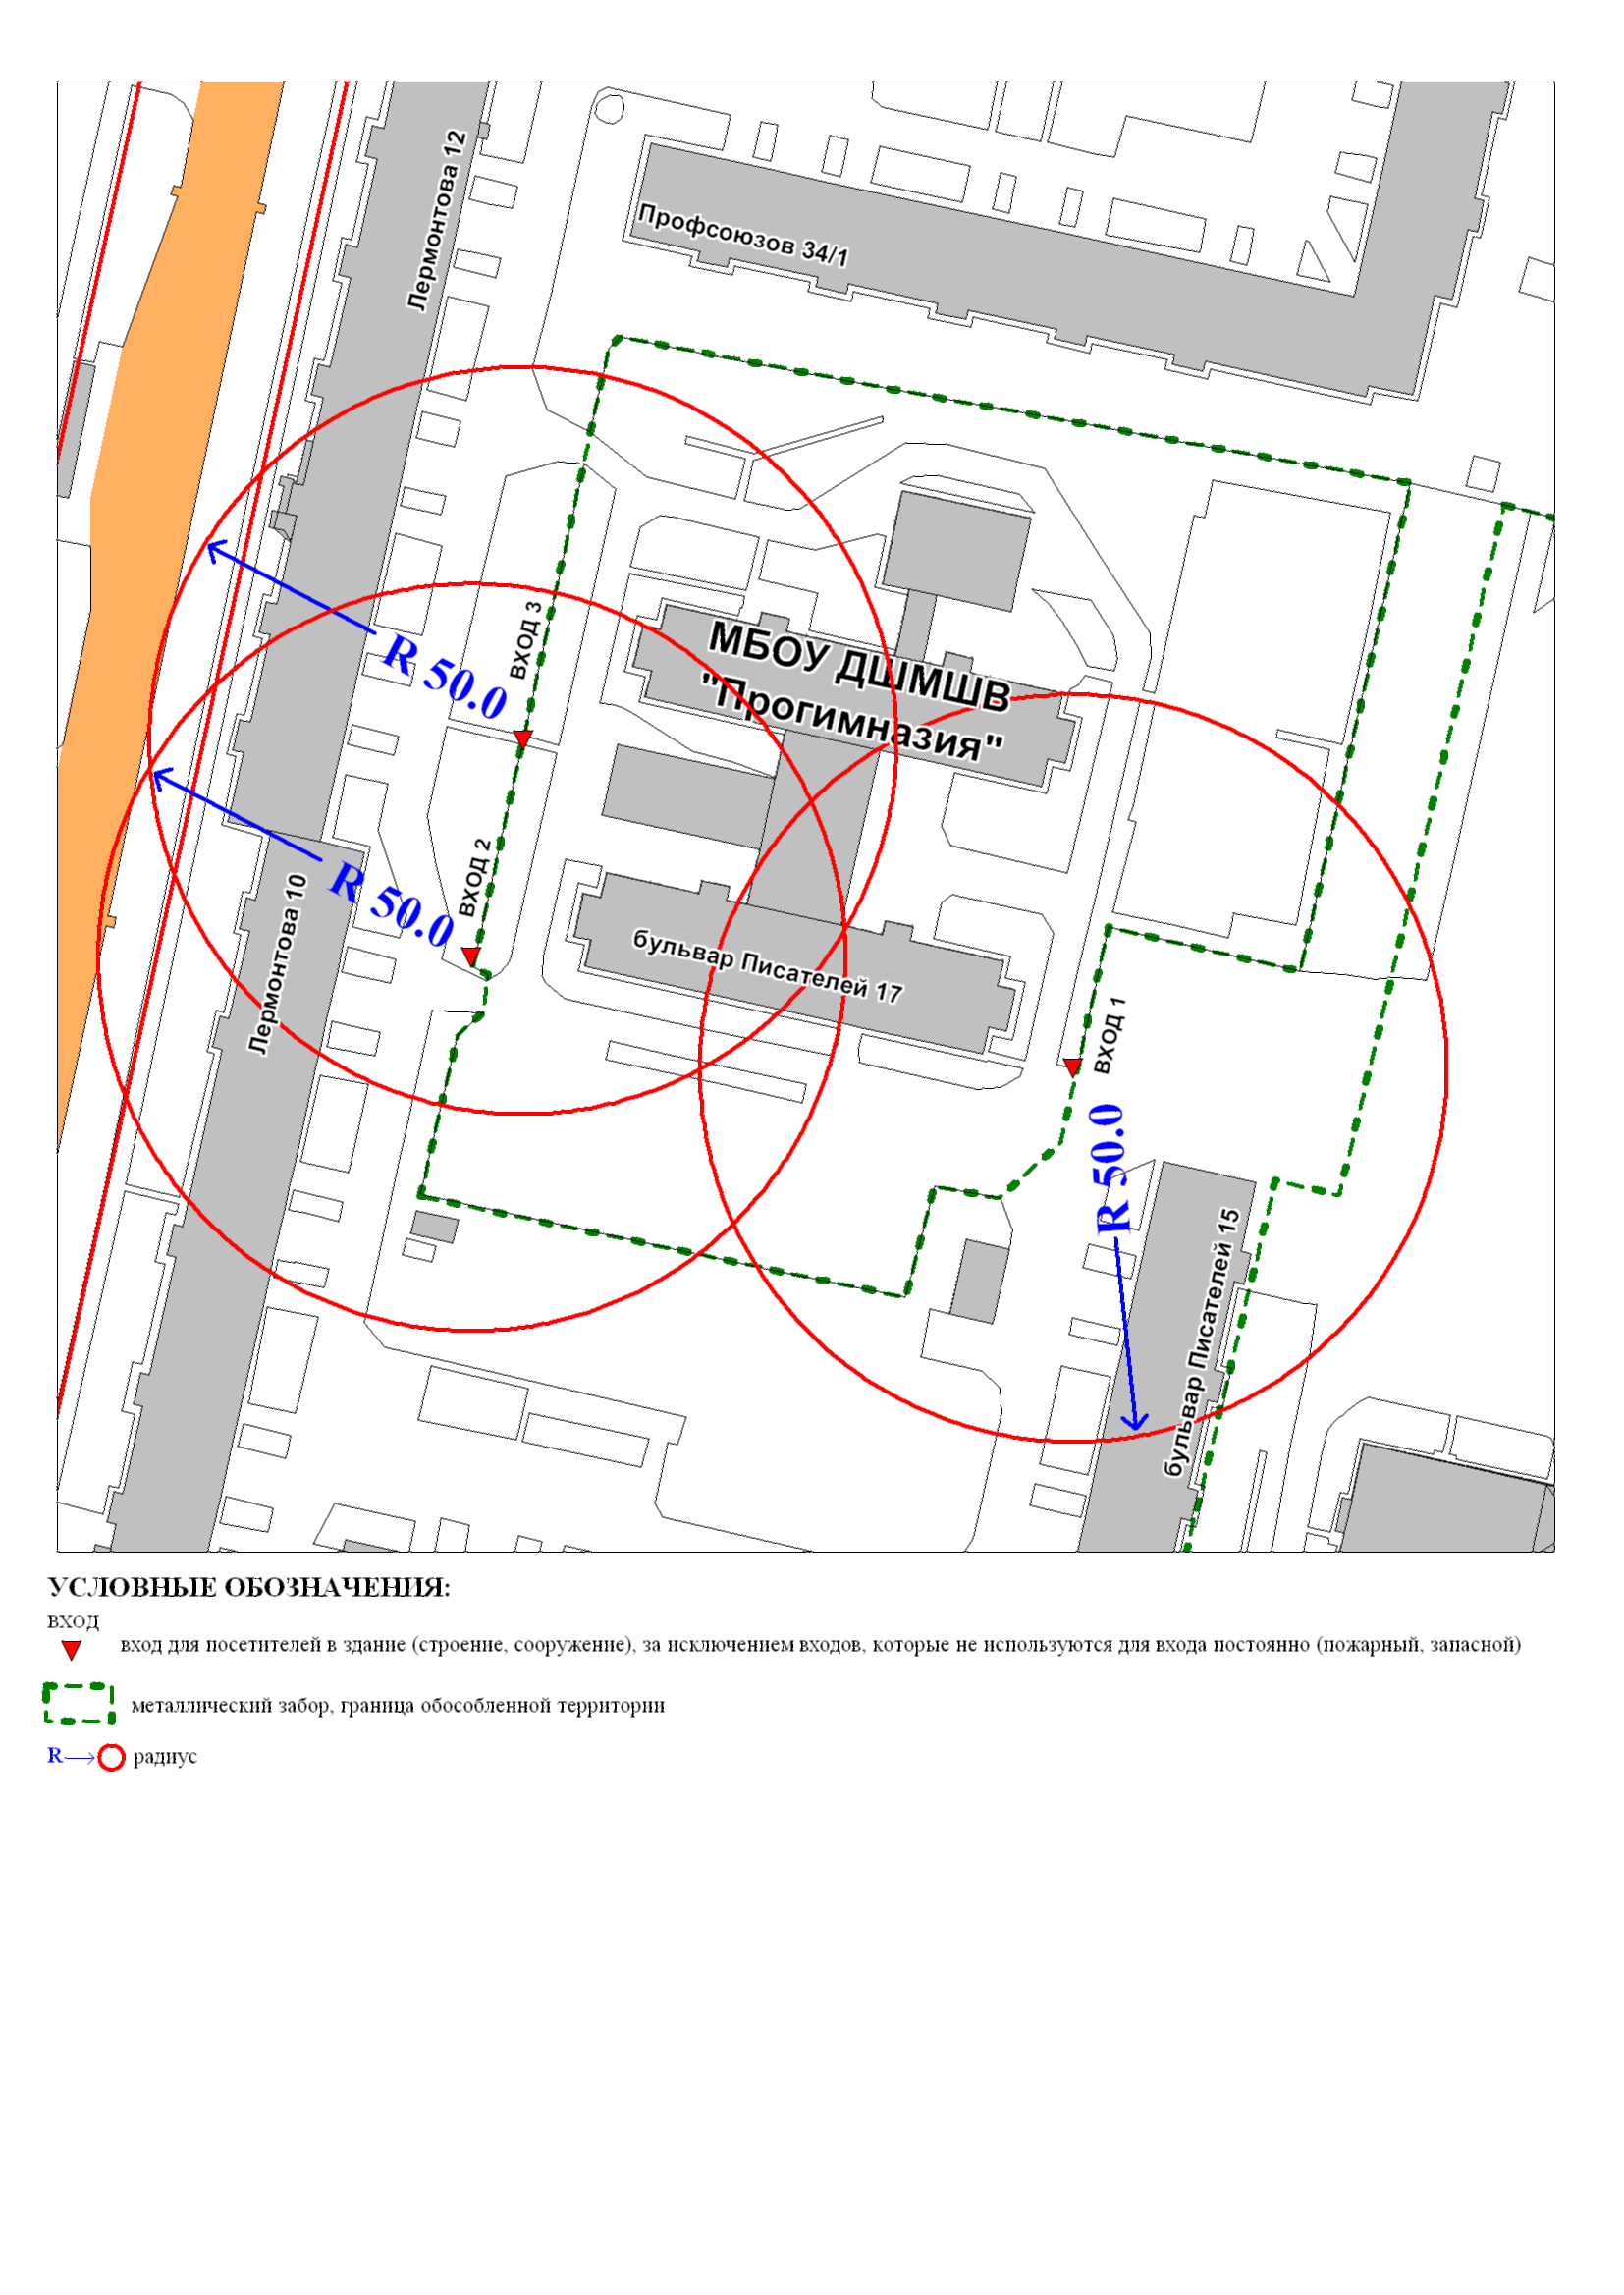 Лермонтова 12
Профсоюзов 34/1
ВХОД 3
МБОУ ДШМШВ
"Прогимназия"
R 50.0
ВХОД 2
R 50.0
Лермонтова 10
бульвар Писателей 17
ВХОД 1
R 50.0
бульвар Писателей 15
УСЛОВНЫЕ ОБОЗНАЧЕНИЯ:
ВХОД
вход для посетителей в здание (строение, сооружение), за исключением входов, которые не используются для входа постоянно (пожарный, запасной)
металлический забор, граница обособленной территории
R радиус